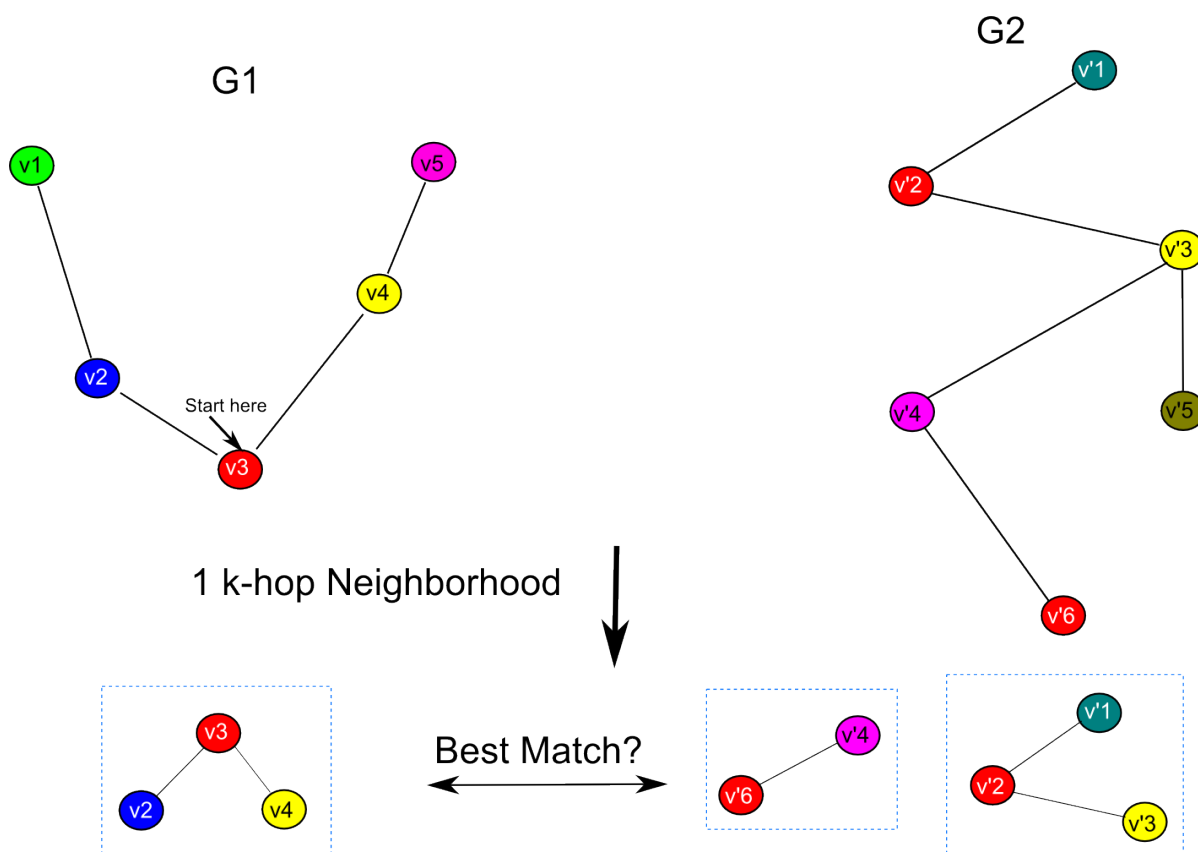 G2
v'1
G1
v1
v5
v'2
v'3
v4
v2
Start here
v'4
v'5
v3
1 k-hop Neighborhood
v'6
v3
v2
v4
Best Match?
v'4
v'6
v'1
v'2
v'3